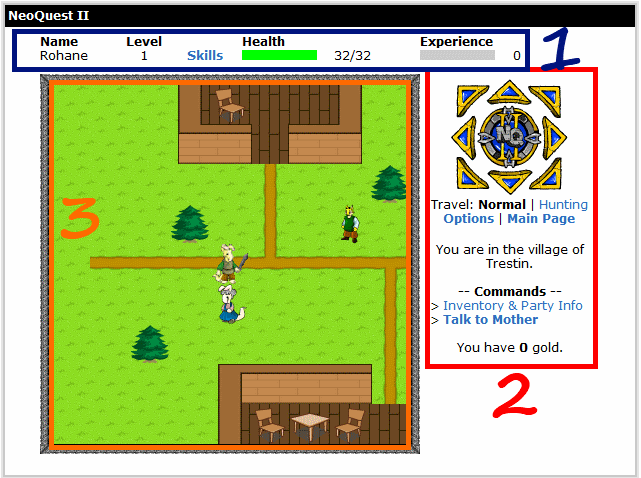 NeoQuest II
Name Level Health Experience
Rohane 1 Skills 32/32 0
1
NQ
II
Travel: Normal | Hunting
Options | Main Page
3
You are in the village of
Trestin.
-- Commands --
> Inventory & Party Info
> Talk to Mother
You have 0 gold.
2